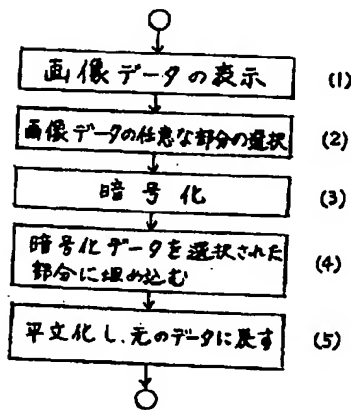 画像データの表示 (1)
画像データの任意な部分の選択 (2)
暗号化 (3)
暗号化データを選択された (4)
部分に埋め込む
平文化し、元のデータに戻す (5)